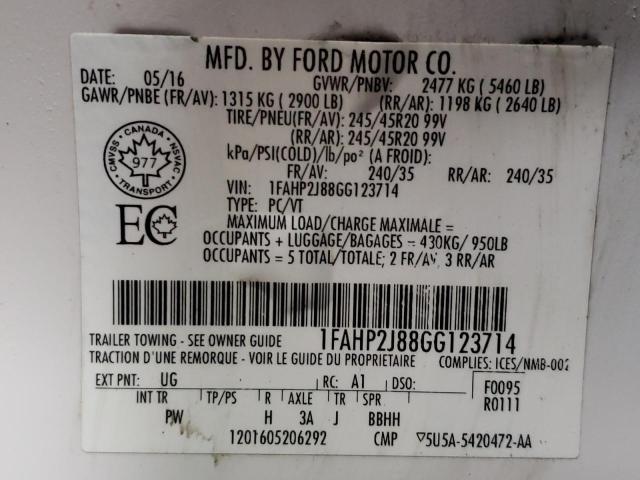 MFD. BY FORD MOTOR CO.
DATE: 05/16 GVWR/PNBV: 2477 KG ( 5460 LB)
GAWR/PNBE (FR/AV): 1315 KG ( 2900 LB) (RR/AR): 1198 KG ( 2640 LB)
TIRE/PNEU(FR/AV): 245/45R20 99V
(RR/AR): 245/45R20 99V
kPa/PSI(COLD)/lb/po² (A FROID):
FR/AV: 240/35 RR/AR: 240/35
VIN: 1FAHP2J88GG123714
TYPE: PC/VT
MAXIMUM LOAD/CHARGE MAXIMALE =
OCCUPANTS + LUGGAGE/BAGAGES = 430KG/ 950LB
OCCUPANTS = 5 TOTAL/TOTALE; 2 FR/AV, 3 RR/AR
CANADA
CMVSS 977 NSVAC
TRANSPORT
EC
1FAHP2J88GG123714
TRAILER TOWING - SEE OWNER GUIDE
TRACTION D'UNE REMORQUE - VOIR LE GUIDE DU PROPRIETAIRE COMPLIES: ICES/NMB-002
EXT PNT: UG RC: A1 DSO: F0095
INT TR TP/PS R AXLE TR SPR R0111
PW H 3A J BBHH
1201605206292 CMP ▽5U5A-5420472-AA